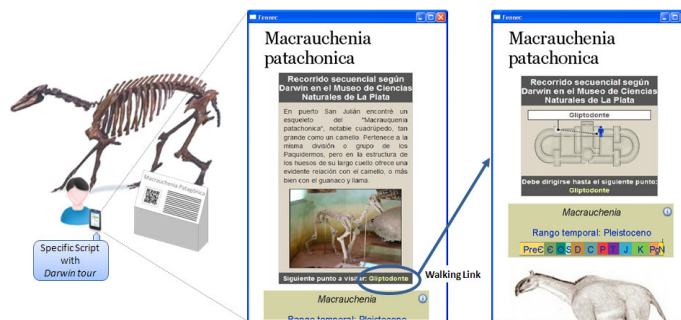 Macrauchenia Patagónica
Specific Script
with
Darwin tour
Fennec
Macrauchenia
patachonica
Recorrido secuencial según
Darwin en el Museo de Ciencias
Naturales de La Plata
En puerto San Julián encontré un
esqueleto del "Macrauquenia
patachonica", notable cuadrúpedo, tan
grande como un camello. Pertenece a la
misma división o grupo de los
Paquidermos, pero en la estructura de
los huesos de su largo cuello ofrece una
evidente relación con el camello, o más
bien con el guanaco y llama.
Siguiente punto a visitar: Gliptodonte
Macrauchenia
Rango temporal: Pleistoceno
Walking Link
Fennec
Macrauchenia
patachonica
Recorrido secuencial según
Darwin en el Museo de Ciencias
Naturales de La Plata
Gliptodonte
Debe dirigirse hasta el siguiente punto:
Gliptodonte
Macrauchenia
Rango temporal: Pleistoceno
PreЄ Є O S D C P T J K Pg N